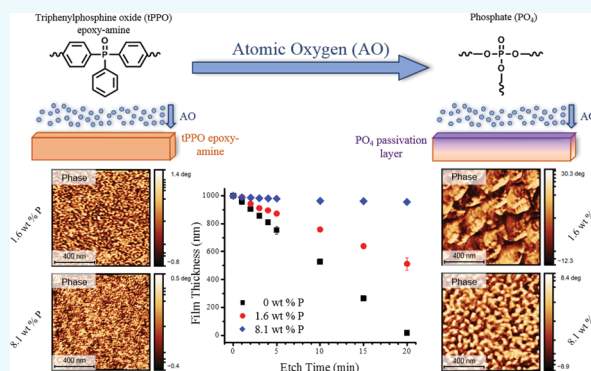 Triphenylphosphine oxide (tPPO)
epoxy-amine
Atomic Oxygen (AO)
Phosphate (PO₄)
O
P
O
O P O
O
AO
tPPO epoxy-
amine
AO
PO₄ passivation
layer
1.6 wt % P
Phase
400 nm
1.4 deg
−0.8
8.1 wt % P
Phase
400 nm
0.5 deg
−0.4
Film Thickness (nm)
1000
800
600
400
200
0
0 wt % P
1.6 wt % P
8.1 wt % P
0 5 10 15 20
Etch Time (min)
Phase
400 nm
30.3 deg
−12.3
1.6 wt % P
Phase
400 nm
8.4 deg
−8.9
8.1 wt % P